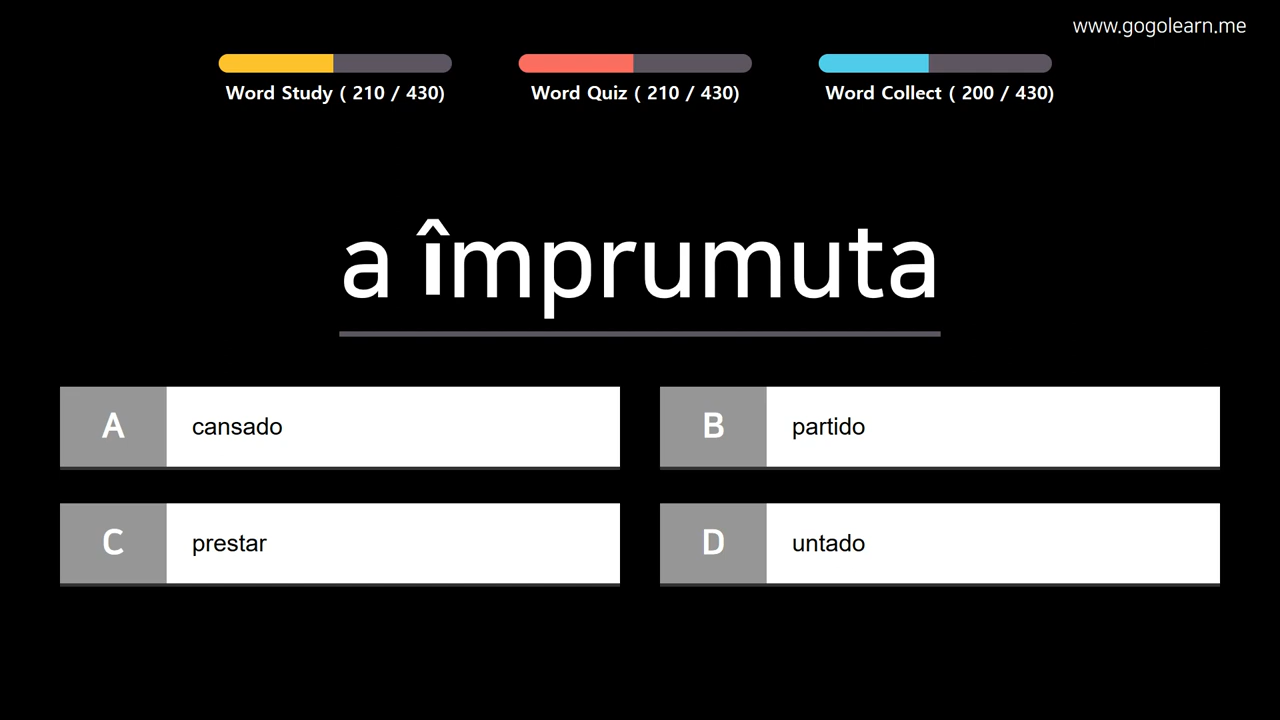 www.gogolearn.me
Word Study ( 210 / 430)
Word Quiz ( 210 / 430)
Word Collect ( 200 / 430)
a împrumuta
A
cansado
B
partido
C
prestar
D
untado